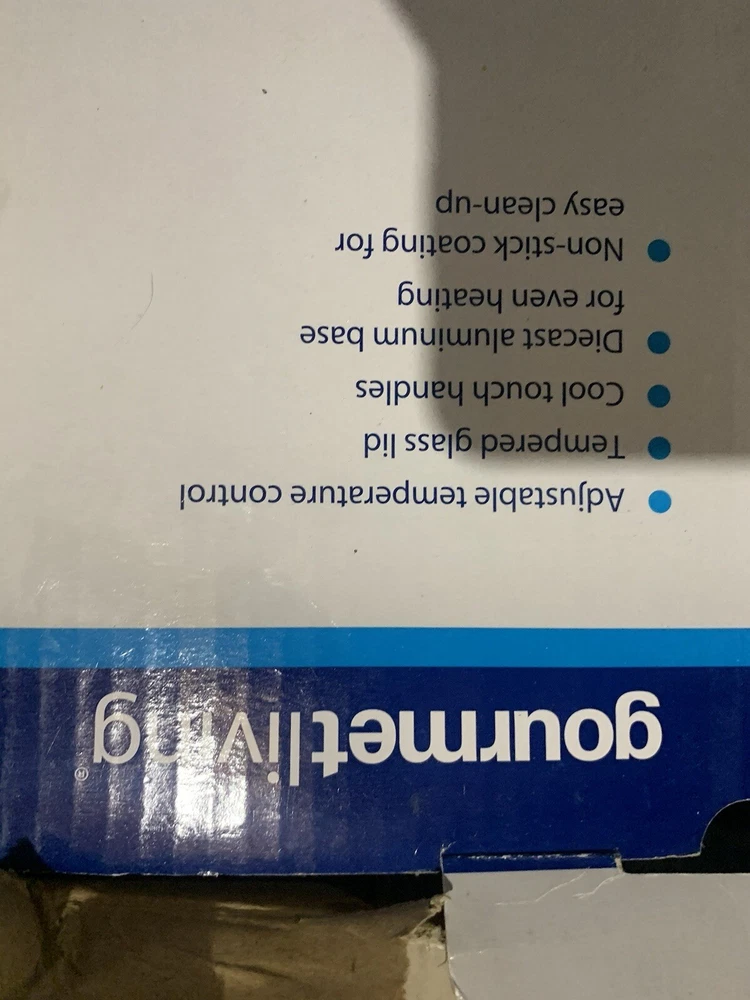 gourmetliving®
• Adjustable temperature control
• Tempered glass lid
• Cool touch handles
• Diecast aluminum base
for even heating
• Non-stick coating for
easy clean-up